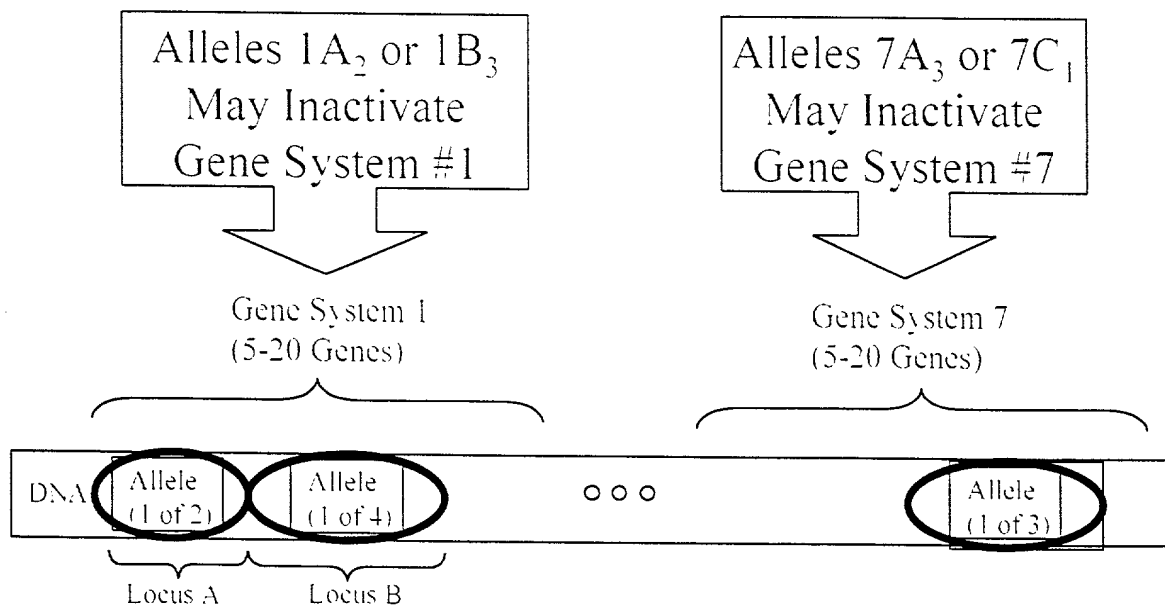 Alleles 1A₂ or 1B₃
May Inactivate
Gene System #1
Alleles 7A₃ or 7C₁
May Inactivate
Gene System #7
Gene System 1
(5-20 Genes)
Gene System 7
(5-20 Genes)
DNA
Allele
(1 of 2)
Allele
(1 of 4)
Allele
(1 of 3)
Locus A
Locus B